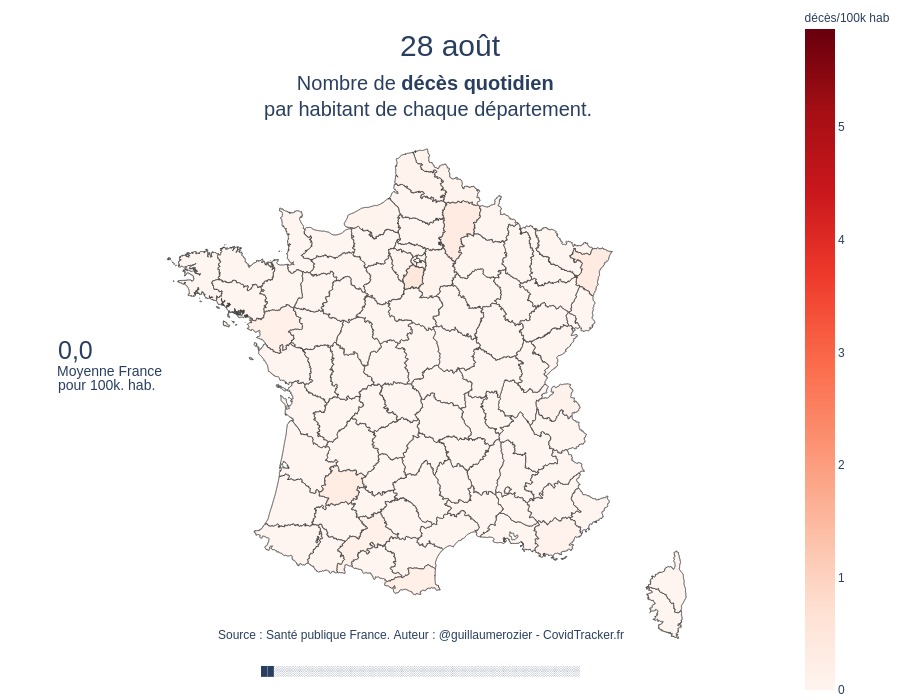 décès/100k hab
28 août
Nombre de décès quotidien
par habitant de chaque département.
5
4
0,0
Moyenne France
pour 100k. hab.
3
2
1
Source : Santé publique France. Auteur : @guillaumerozier - CovidTracker.fr
0